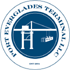 PORT EVERGLADES TERMINAL LLC